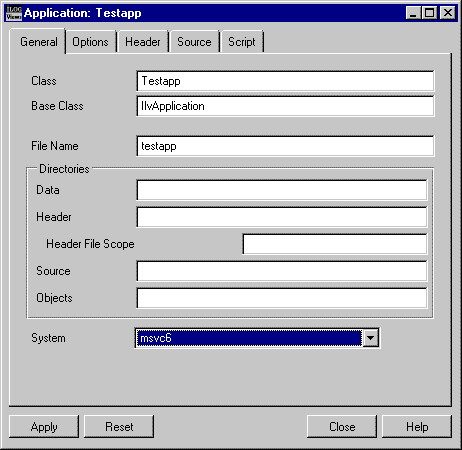 ILOG
Views
Application: Testapp
General Options Header Source Script
Class Testapp
Base Class IlvApplication
File Name testapp
Directories
Data
Header
Header File Scope
Source
Objects
System msvc6
Apply Reset Close Help